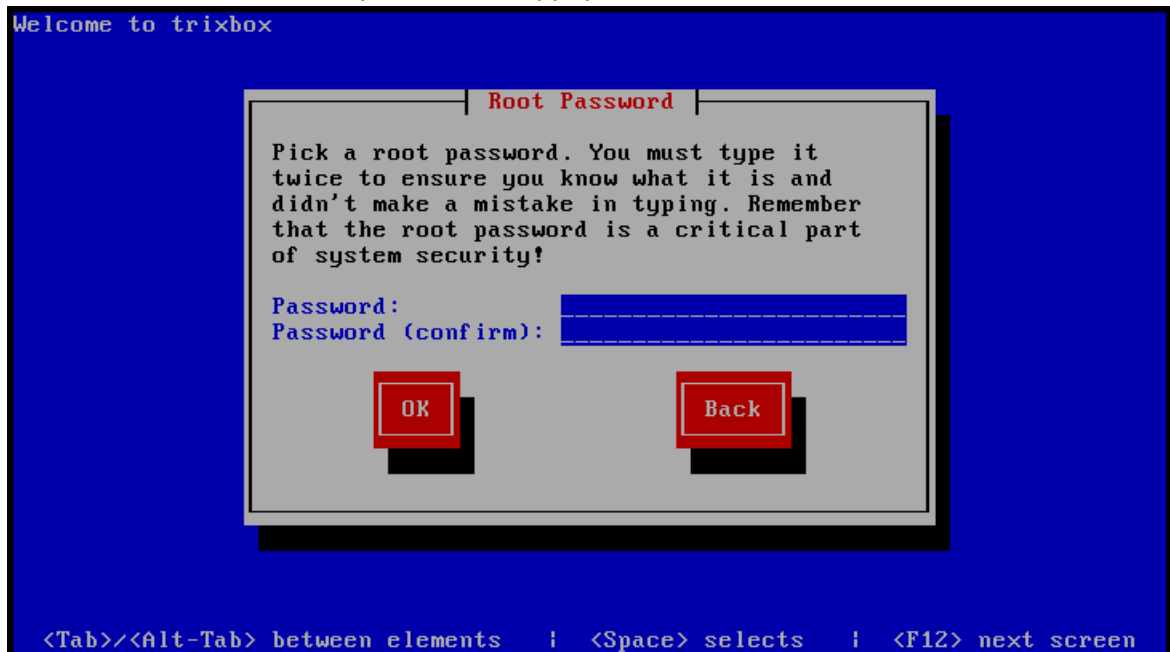 Welcome to trixbox
Root Password
Pick a root password. You must type it
twice to ensure you know what it is and
didn't make a mistake in typing. Remember
that the root password is a critical part
of system security!
Password:
Password (confirm):
OK Back
<Tab>/<Alt-Tab> between elements | <Space> selects | <F12> next screen